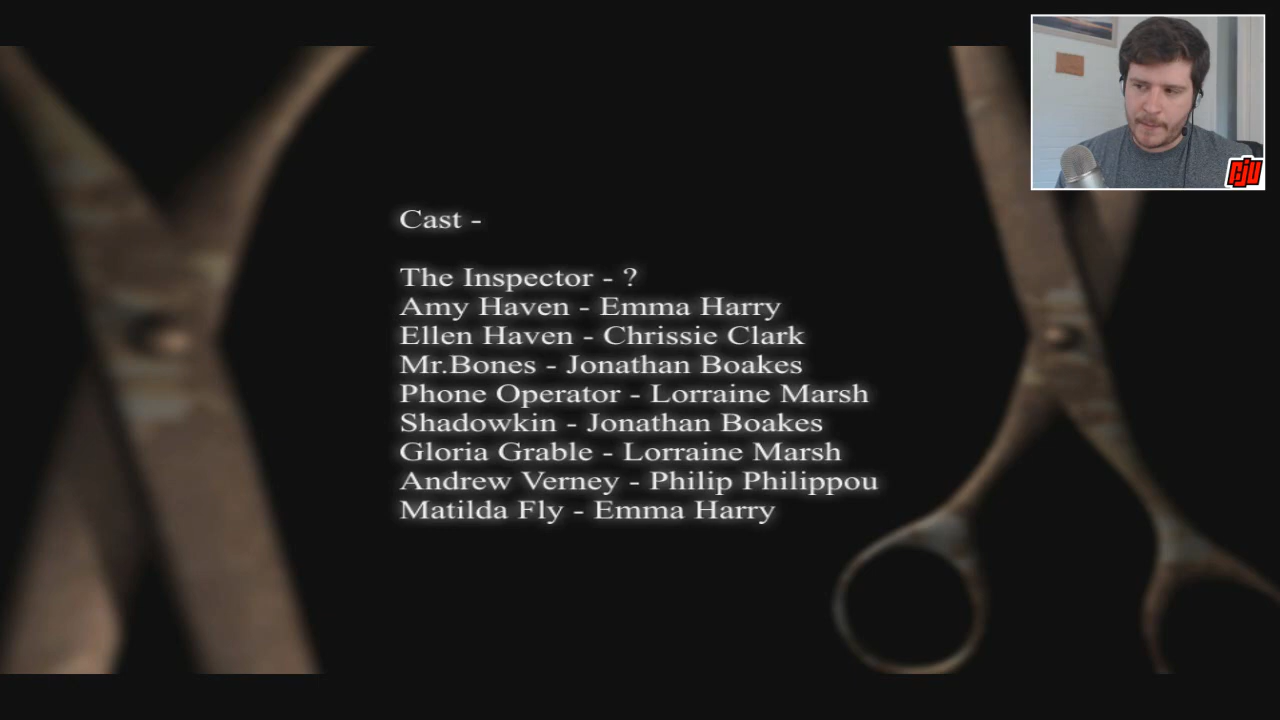 Cast -
The Inspector - ?
Amy Haven - Emma Harry
Ellen Haven - Chrissie Clark
Mr.Bones - Jonathan Boakes
Phone Operator - Lorraine Marsh
Shadowkin - Jonathan Boakes
Gloria Grable - Lorraine Marsh
Andrew Verney - Philip Philippou
Matilda Fly - Emma Harry
CJU